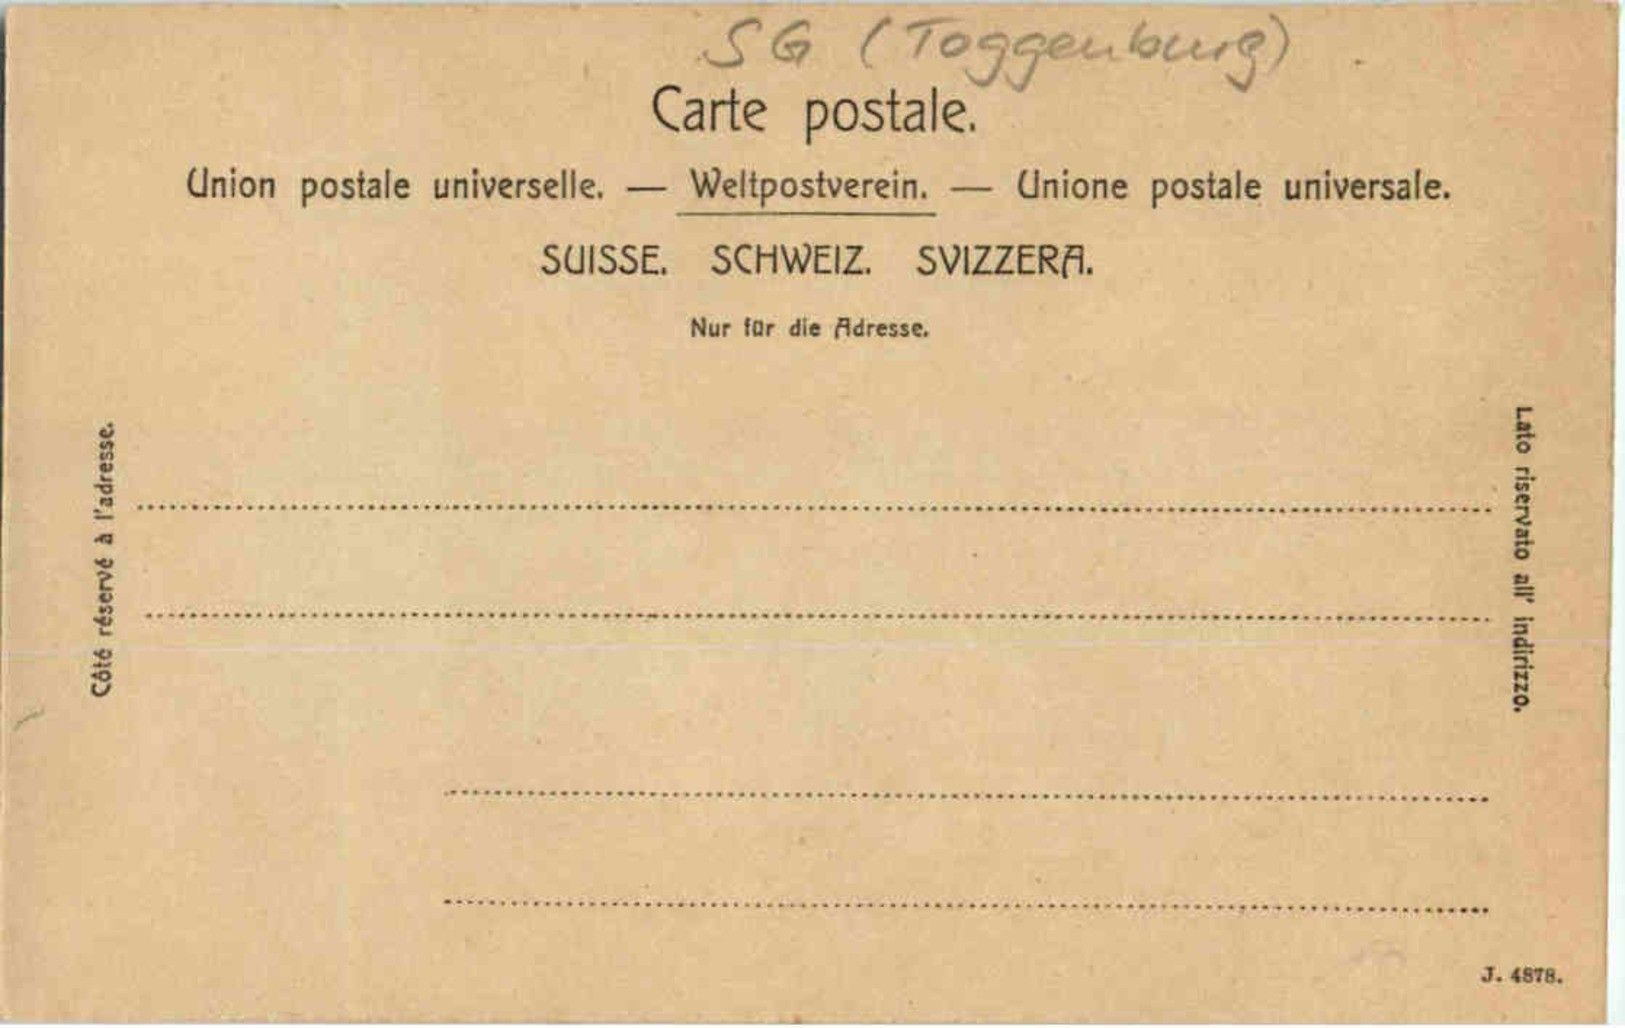 SG (Toggenburg)
Carte postale.
Union postale universelle. — Weltpostverein. — Unione postale universale.
SUISSE. SCHWEIZ. SVIZZERA.
Nur für die Adresse.
Côté réservé à l'adresse.
Lato riservato all' indirizzo.
J. 4878.